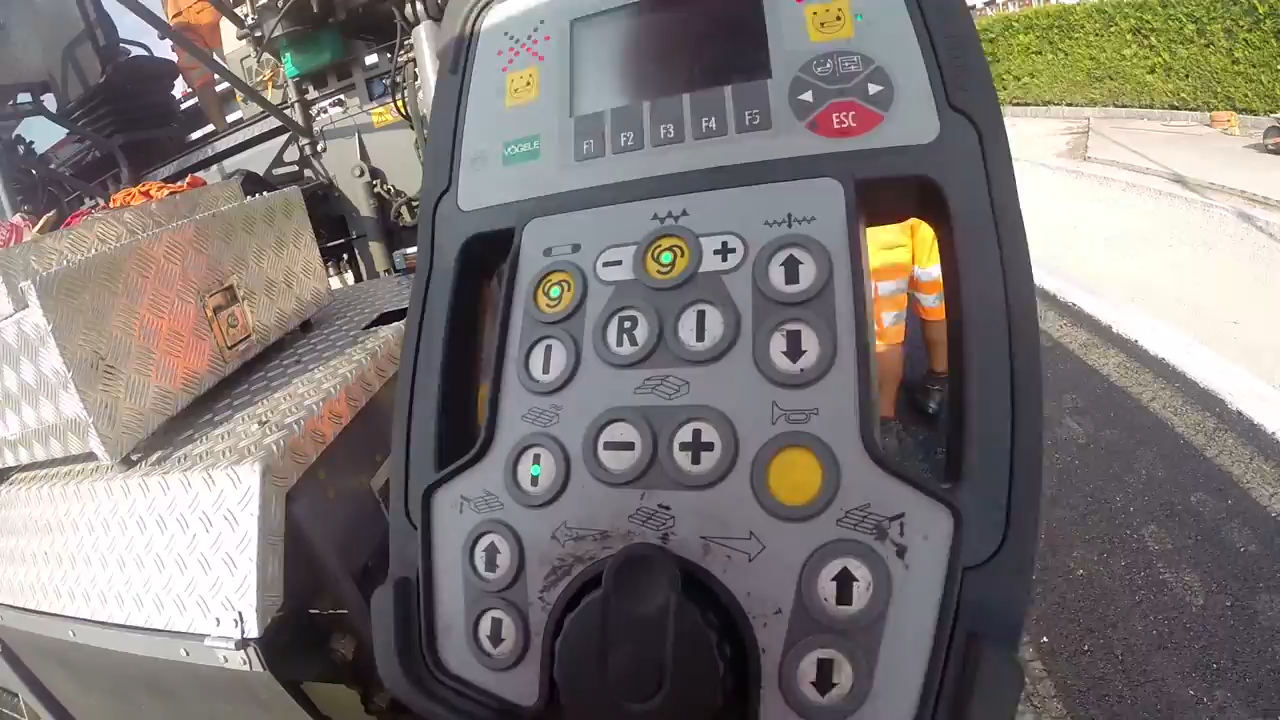 F1 F2 F3 F4 F5
ESC
VÖGELE
- +
I R I
I - +